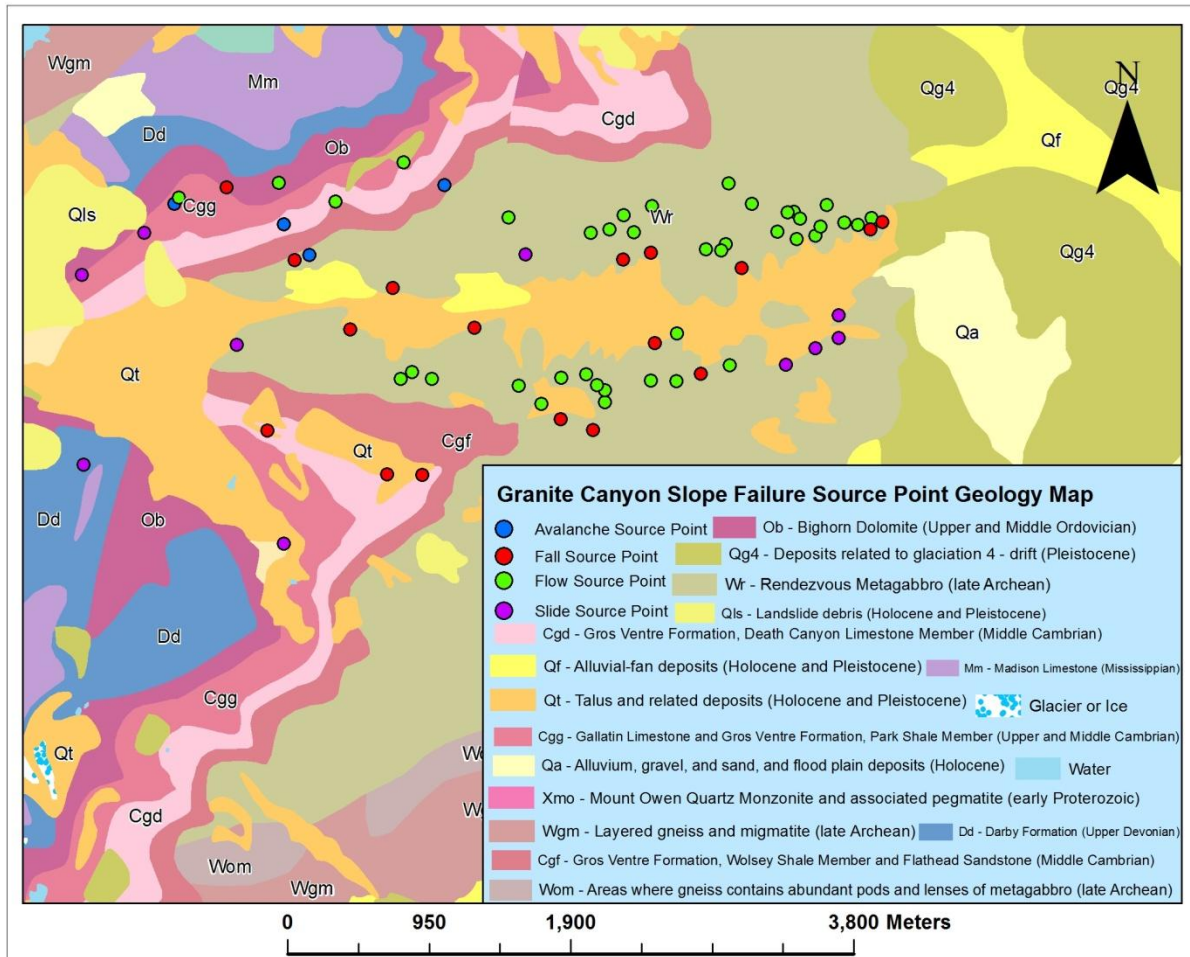 Wgm
Mm
Qg4
N
Qg4
Cgd
Dd
Ob
Qf
Qls
Cgg
Wr
Qg4
Qa
Qt
Qt
Cgf
Dd
Ob
Dd
Cgg
Qt
Cgd
Wom
Wgm
Granite Canyon Slope Failure Source Point Geology Map
Avalanche Source Point
Ob - Bighorn Dolomite (Upper and Middle Ordovician)
Fall Source Point
Qg4 - Deposits related to glaciation 4 - drift (Pleistocene)
Flow Source Point
Wr - Rendezvous Metagabbro (late Archean)
Slide Source Point
Qls - Landslide debris (Holocene and Pleistocene)
Cgd - Gros Ventre Formation, Death Canyon Limestone Member (Middle Cambrian)
Qf - Alluvial-fan deposits (Holocene and Pleistocene)
Mm - Madison Limestone (Mississippian)
Qt - Talus and related deposits (Holocene and Pleistocene)
Glacier or Ice
Cgg - Gallatin Limestone and Gros Ventre Formation, Park Shale Member (Upper and Middle Cambrian)
Qa - Alluvium, gravel, and sand, and flood plain deposits (Holocene)
Water
Xmo - Mount Owen Quartz Monzonite and associated pegmatite (early Proterozoic)
Wgm - Layered gneiss and migmatite (late Archean)
Dd - Darby Formation (Upper Devonian)
Cgf - Gros Ventre Formation, Wolsey Shale Member and Flathead Sandstone (Middle Cambrian)
Wom - Areas where gneiss contains abundant pods and lenses of metagabbro (late Archean)
0 950 1,900 3,800 Meters